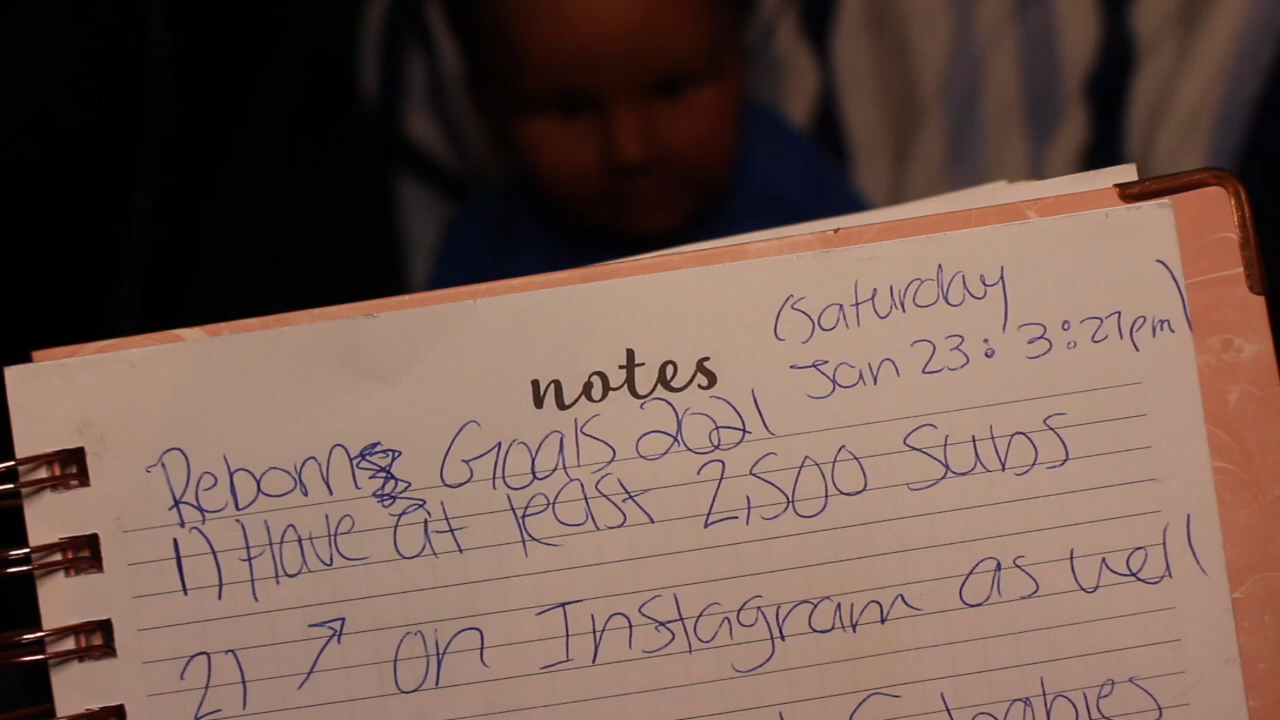 (Saturday
Jan 23: 3:27pm)
notes
Reborn Goals 2021
1) Have at least 2,500 Subs
2) ↗ on Instagram as well